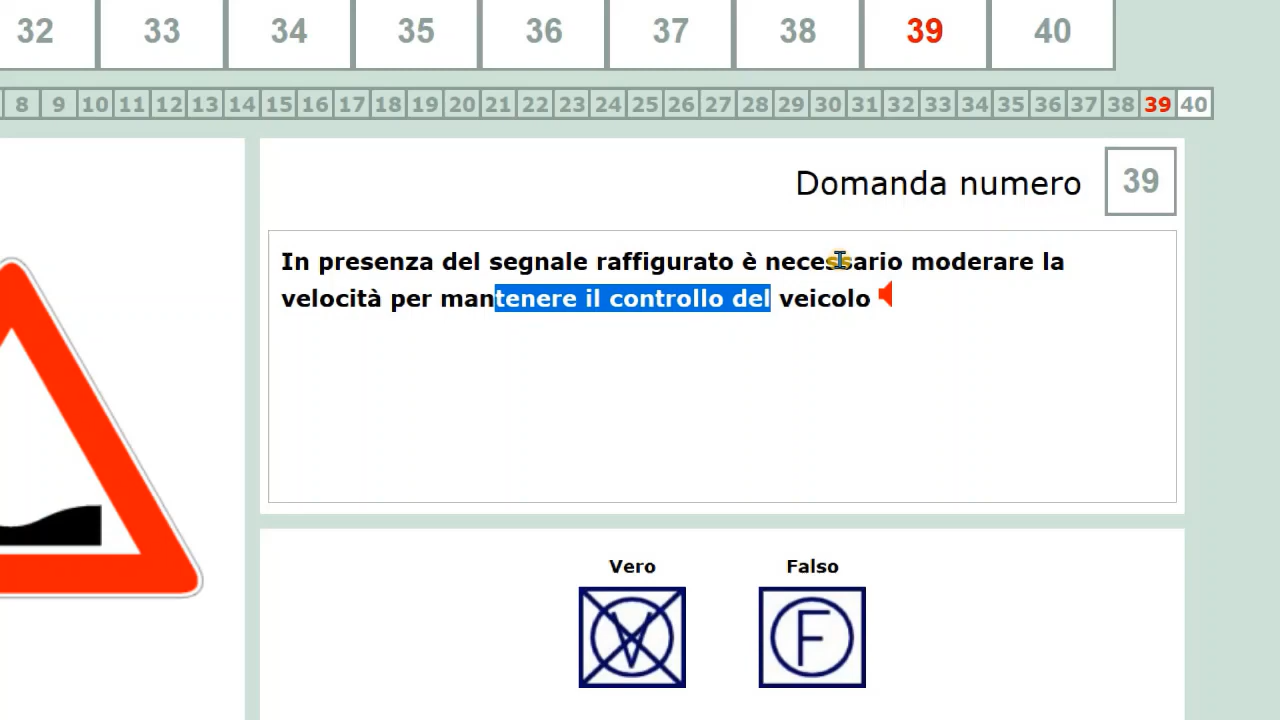 32 33 34 35 36 37 38 39 40
8 9 10 11 12 13 14 15 16 17 18 19 20 21 22 23 24 25 26 27 28 29 30 31 32 33 34 35 36 37 38 39 40
Domanda numero 39
In presenza del segnale raffigurato è necessario moderare la
velocità per mantenere il controllo del veicolo
Vero Falso
V F